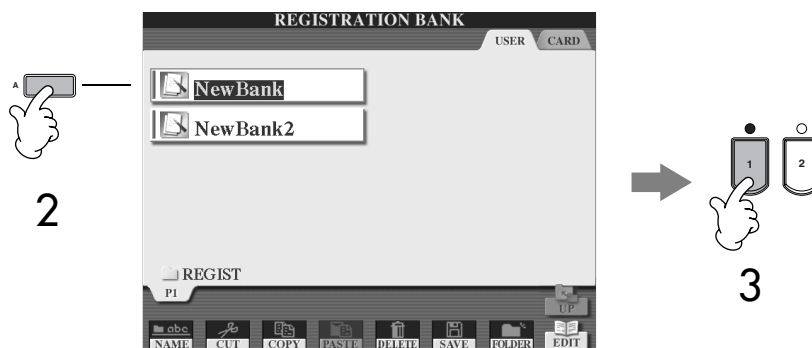 REGISTRATION BANK
USER CARD
A
NewBank
NewBank2
1 2
2
3
REGIST
P1
UP
abc
NAME CUT COPY PASTE DELETE SAVE FOLDER EDIT